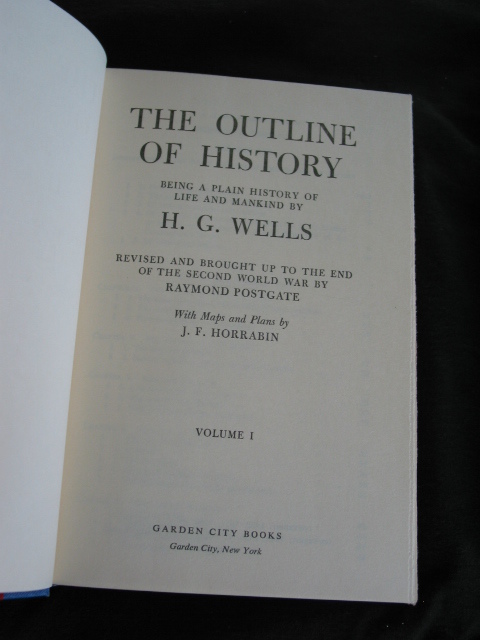 THE OUTLINE
OF HISTORY
BEING A PLAIN HISTORY OF
LIFE AND MANKIND BY
H. G. WELLS
REVISED AND BROUGHT UP TO THE END
OF THE SECOND WORLD WAR BY
RAYMOND POSTGATE
With Maps and Plans by
J. F. HORRABIN
VOLUME I
GARDEN CITY BOOKS
Garden City, New York